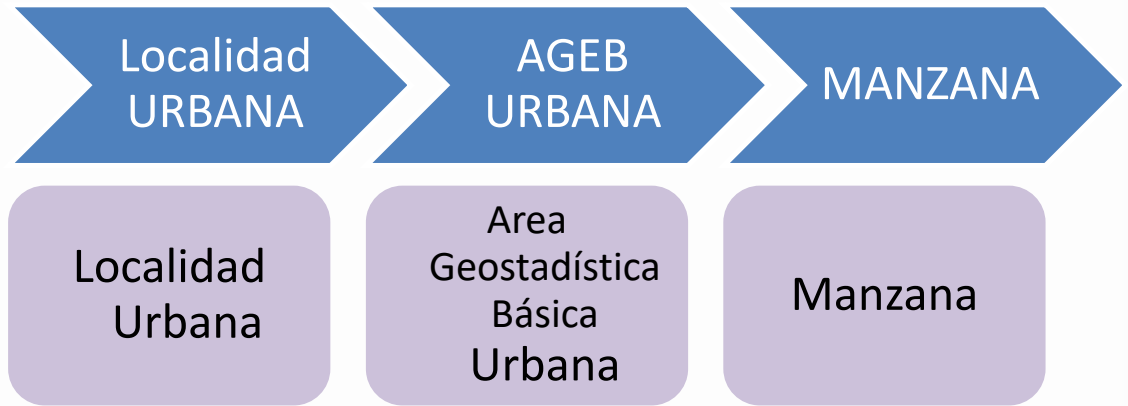 Localidad
URBANA
AGEB
URBANA
MANZANA
Localidad
Urbana
Area
Geostadística
Básica
Urbana
Manzana